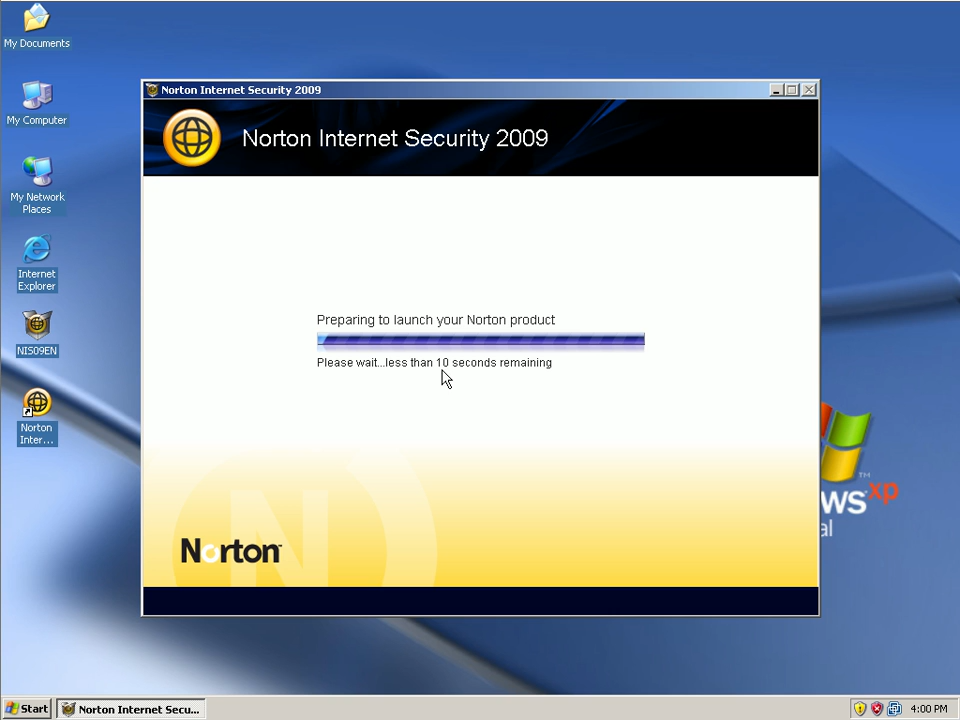 My Documents
My Computer
My Network
Places
Internet
Explorer
NIS09EN
Norton
Inter...
Norton Internet Security 2009
Norton Internet Security 2009
Preparing to launch your Norton product
Please wait...less than 10 seconds remaining
Norton
xp
Start
Norton Internet Secu...
4:00 PM